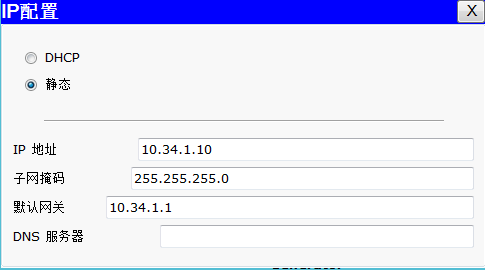 IP配置 X
DHCP
静态
IP 地址 10.34.1.10
子网掩码 255.255.255.0
默认网关 10.34.1.1
DNS 服务器